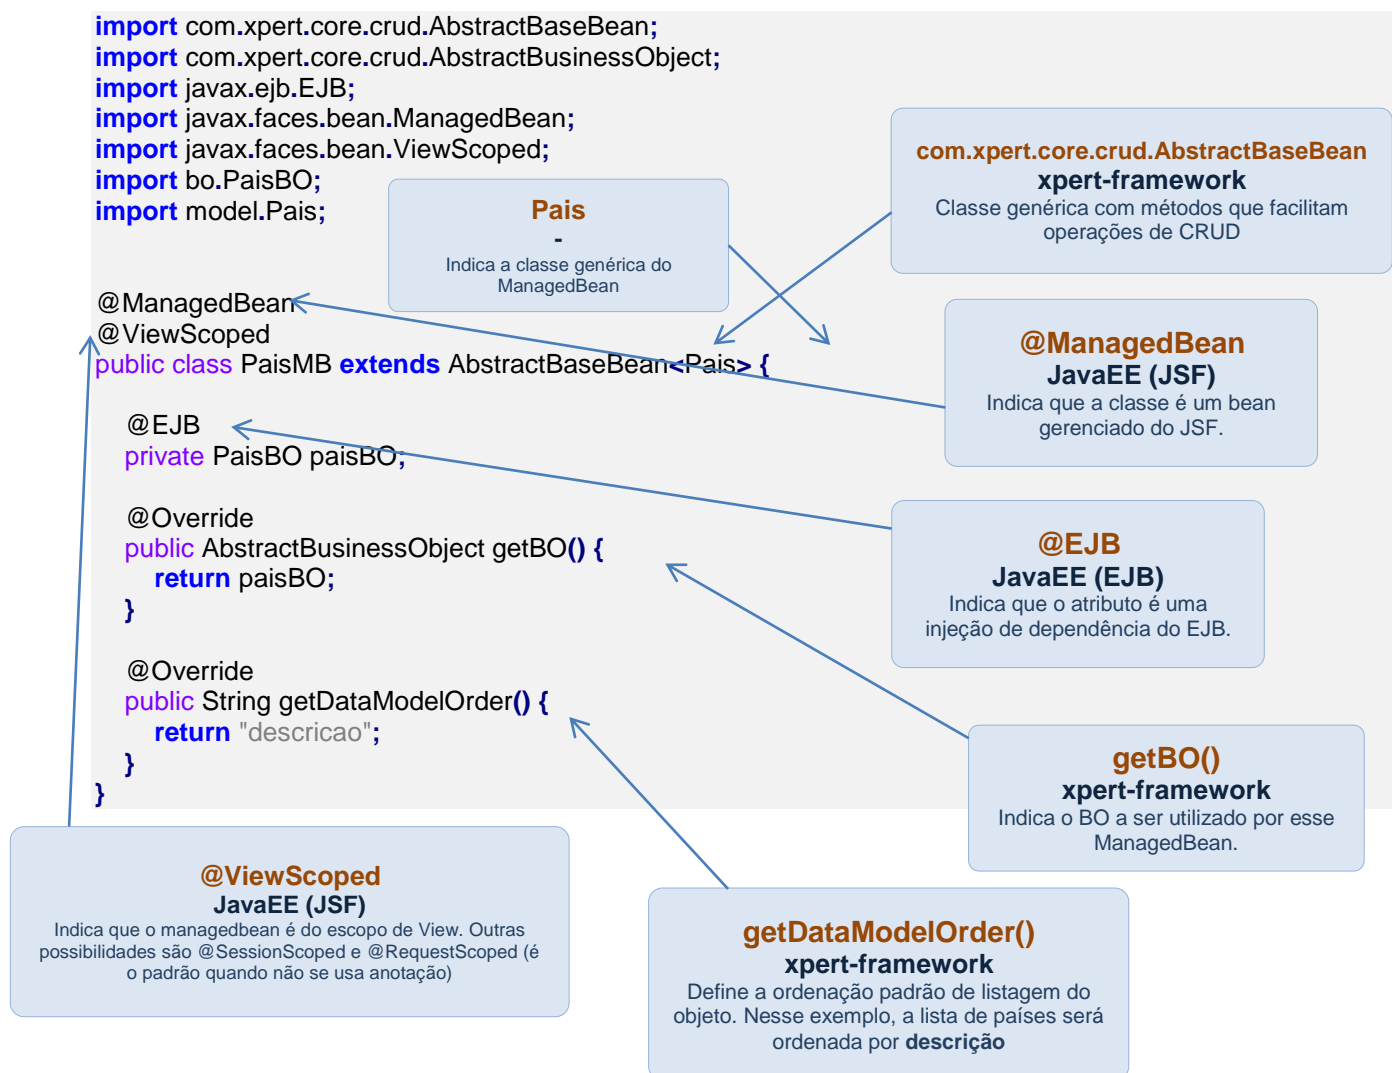 import com.xpert.core.crud.AbstractBaseBean;
import com.xpert.core.crud.AbstractBusinessObject;
import javax.ejb.EJB;
import javax.faces.bean.ManagedBean;
import javax.faces.bean.ViewScoped;
import bo.PaisBO;
import model.Pais;
@ManagedBean
@ViewScoped
public class PaisMB extends AbstractBaseBean<Pais> {
@EJB
private PaisBO paisBO;
@Override
public AbstractBusinessObject getBO() {
return paisBO;
}
@Override
public String getDataModelOrder() {
return "descricao";
}
}
Pais
-
Indica a classe genérica do
ManagedBean
com.xpert.core.crud.AbstractBaseBean
xpert-framework
Classe genérica com métodos que facilitam
operações de CRUD
@ManagedBean
JavaEE (JSF)
Indica que a classe é um bean
gerenciado do JSF.
@EJB
JavaEE (EJB)
Indica que o atributo é uma
injeção de dependência do EJB.
getBO()
xpert-framework
Indica o BO a ser utilizado por esse
ManagedBean.
@ViewScoped
JavaEE (JSF)
Indica que o managedbean é do escopo de View. Outras
possibilidades são @SessionScoped e @RequestScoped (é
o padrão quando não se usa anotação)
getDataModelOrder()
xpert-framework
Define a ordenação padrão de listagem do
objeto. Nesse exemplo, a lista de países será
ordenada por descrição